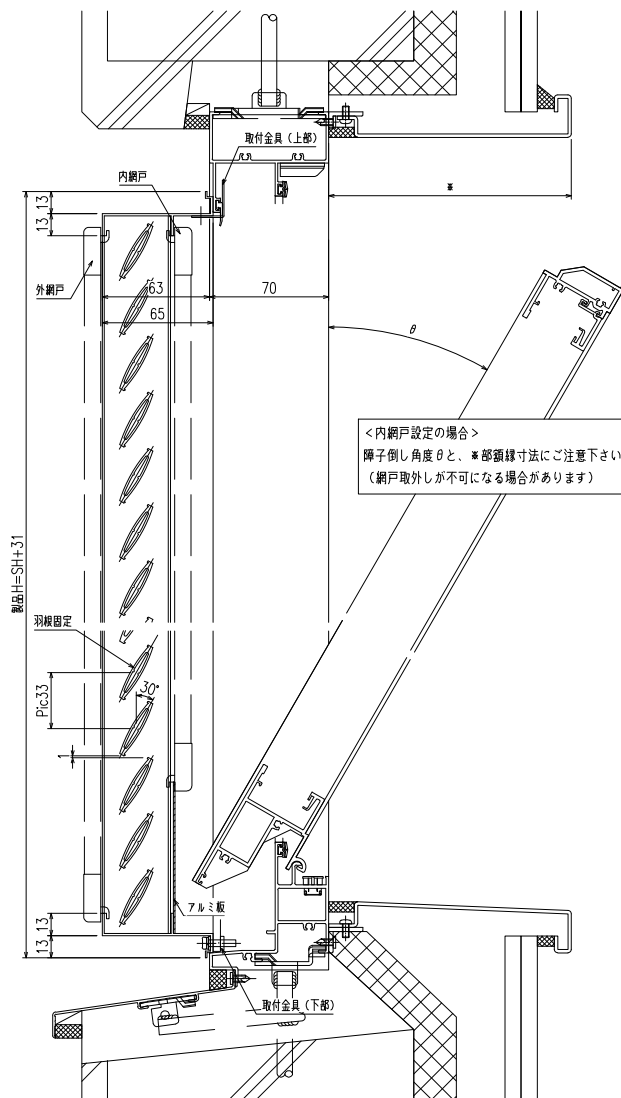 取付金具(上部)
内網戸
※
13
13
外網戸
63
70
65
θ
<内網戸設定の場合>
障子倒し角度θと、※部額縁寸法にご注意下さい
(網戸取外しが不可になる場合があります)
製品H=SH+31
羽根固定
30°
Pic33
1
アルミ板
13
13
取付金具(下部)